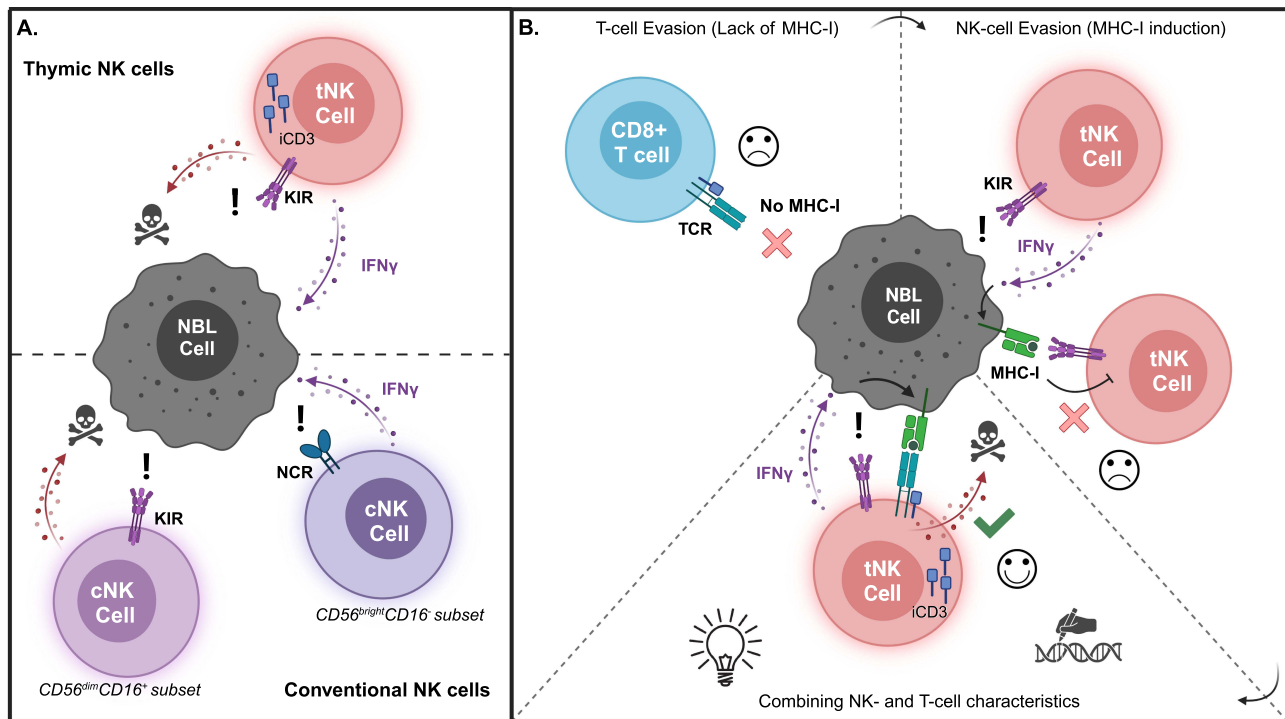 A.
Thymic NK cells
tNK
Cell
iCD3
KIR
!
IFNγ
NBL
Cell
IFNγ
!
NCR
!
KIR
cNK
Cell
cNK
Cell
CD56brightCD16- subset
CD56dimCD16+ subset
Conventional NK cells
B.
T-cell Evasion (Lack of MHC-I)
NK-cell Evasion (MHC-I induction)
CD8+
T cell
TCR
No MHC-I
tNK
Cell
KIR
!
IFNγ
NBL
Cell
MHC-I
tNK
Cell
IFNγ
!
tNK
Cell
iCD3
Combining NK- and T-cell characteristics